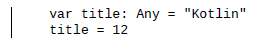 var title: Any = "Kotlin"
title = 12